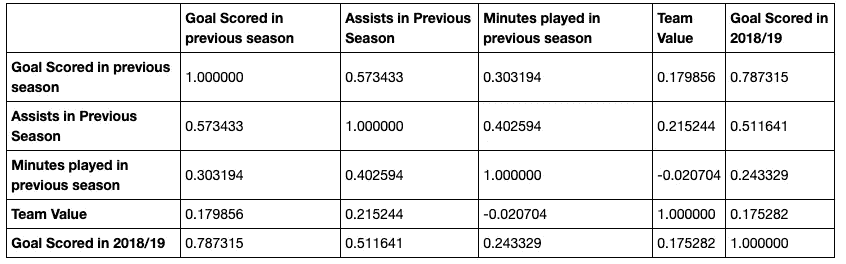 Goal Scored in previous season Assists in Previous Season Minutes played in previous season Team Value Goal Scored in 2018/19
Goal Scored in previous season 1.000000 0.573433 0.303194 0.179856 0.787315
Assists in Previous Season 0.573433 1.000000 0.402594 0.215244 0.511641
Minutes played in previous season 0.303194 0.402594 1.000000 -0.020704 0.243329
Team Value 0.179856 0.215244 -0.020704 1.000000 0.175282
Goal Scored in 2018/19 0.787315 0.511641 0.243329 0.175282 1.000000